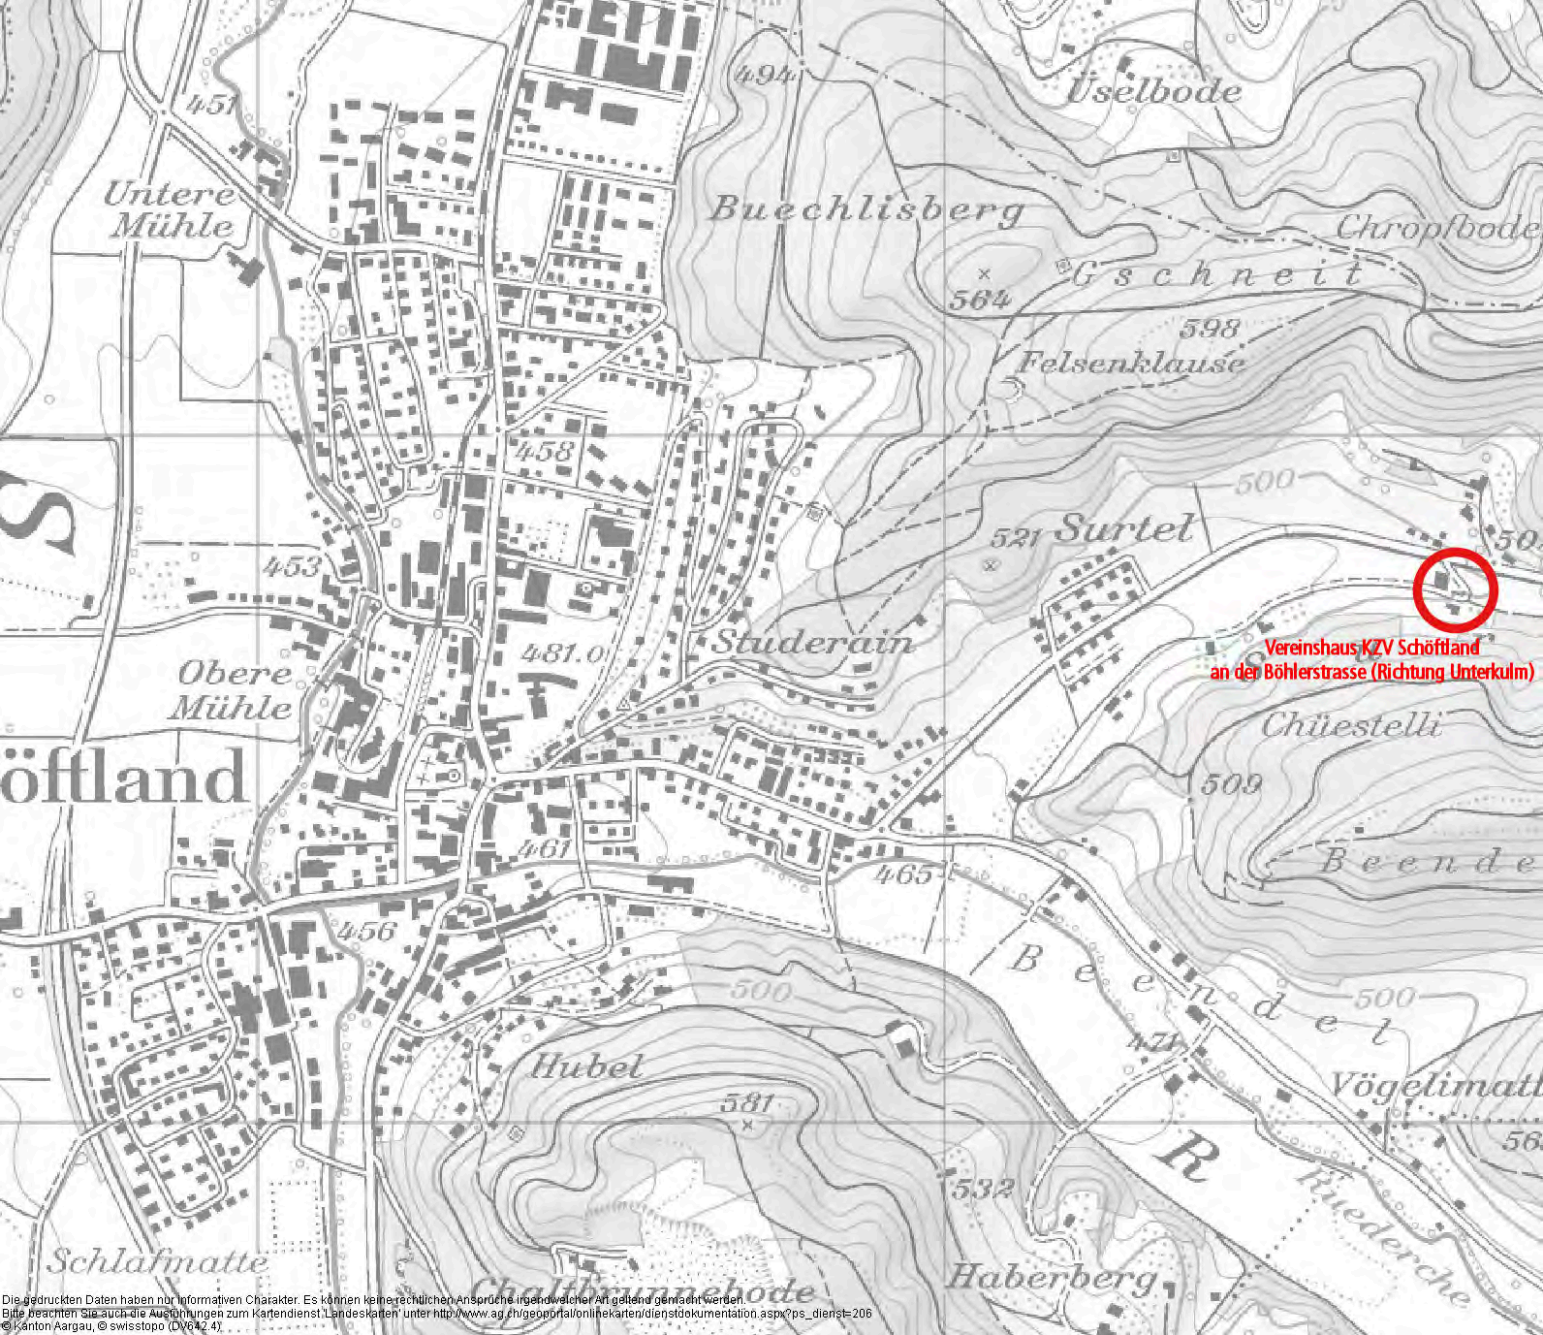 494
Üselbode
451
Untere
Mühle
Buechlisberg
Chropfbode
Gschneit
564
598
Felsenklause
458
S
500
521 Surtel
453
Studerain
481.0
Vereinshaus KZV Schöftland
an der Böhlerstrasse (Richtung Unterkulm)
Obere
Mühle
Chüestelli
öftland
509
461
465
Beende
456
Beendel
500
500
471
Hubel
Vögelimatt
581
56
R
532
Ruederche
Schlafmatte
Haberberg
Chaltbrunnebode
Die gedruckten Daten haben nur informativen Charakter. Es können keine rechtlichen Ansprüche irgendwelcher Art geltend gemacht werden.
Bitte beachten Sie auch die Ausführungen zum Kartendienst 'Landeskarten' unter http://www.ag.ch/geoportal/onlinekarten/dienstdokumentation.aspx?ps_dienst=206
© Kanton Aargau, © swisstopo (DV642.4)